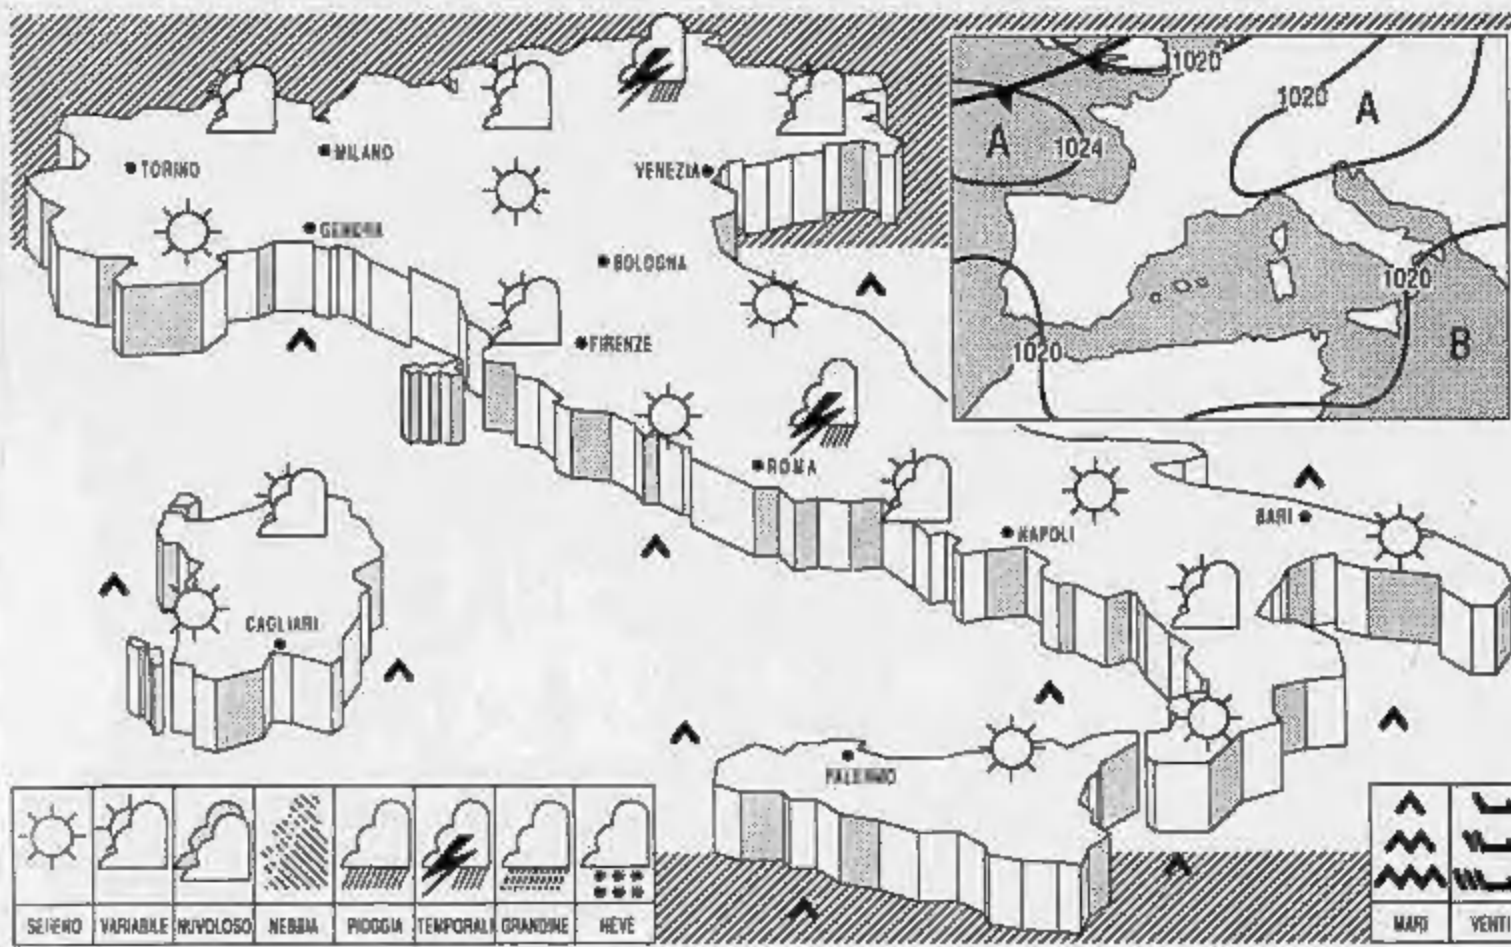 1020
1020
A
A
1024
MILANO
TORINO
VENEZIA
GENOVA
BOLOGNA
1020
1020
B
FIRENZE
ROMA
BARI
NAPOLI
CAGLIARI
PALERMO
SERENO VARIABILE NUVOLOSO NEBBIA PIOGGIA TEMPORALI GRANDINE NEVE
MARI VENTI